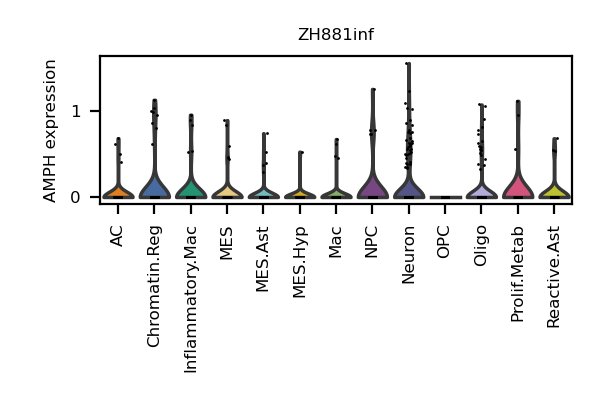 ZH881inf
AMPH expression
1
0
AC
Chromatin.Reg
Inflammatory.Mac
MES
MES.Ast
MES.Hyp
Mac
NPC
Neuron
OPC
Oligo
Prolif.Metab
Reactive.Ast